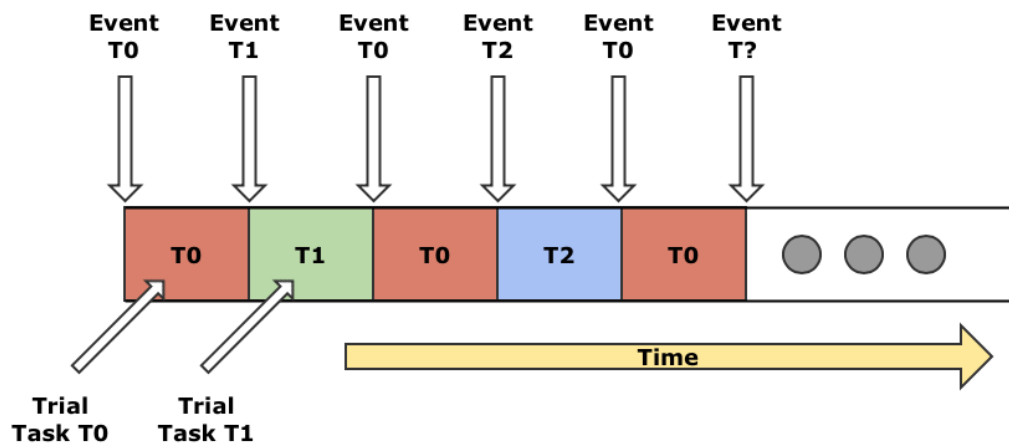 Event Event Event Event Event Event
T0 T1 T0 T2 T0 T?
T0 T1 T0 T2 T0
Time
Trial Trial
Task T0 Task T1